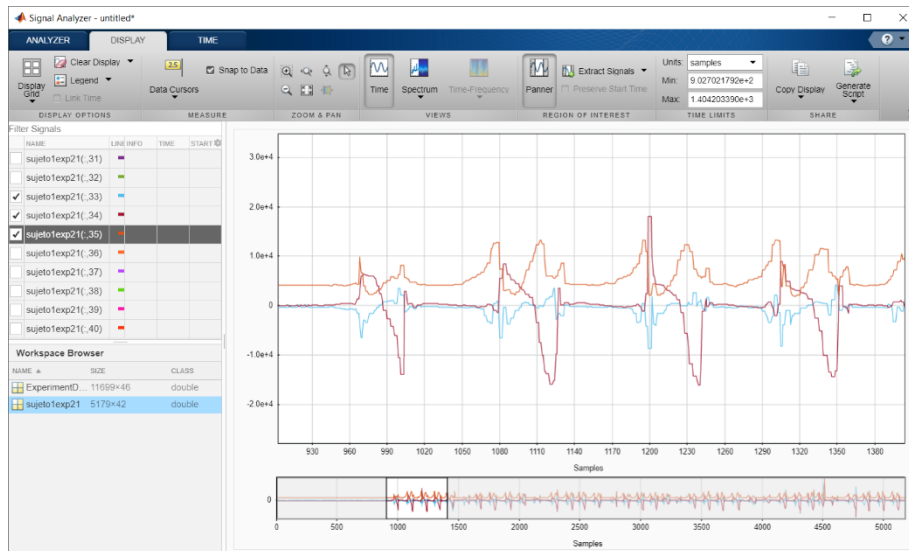 Signal Analyzer - untitled*
ANALYZER DISPLAY TIME
Clear Display
Legend
Link Time
Display Grid
2.5
Data Cursors
Snap to Data
Time
Spectrum
Time-Frequency
Panner
Extract Signals
Preserve Start Time
Units: samples
Min: 9.027021792e+2
Max: 1.404203390e+3
Copy Display
Generate Script
DISPLAY OPTIONS MEASURE ZOOM & PAN VIEWS REGION OF INTEREST TIME LIMITS SHARE
Filter Signals
NAME LINE INFO TIME START
sujeto1exp21(:,31)
sujeto1exp21(:,32)
sujeto1exp21(:,33)
sujeto1exp21(:,34)
sujeto1exp21(:,35)
sujeto1exp21(:,36)
sujeto1exp21(:,37)
sujeto1exp21(:,38)
sujeto1exp21(:,39)
sujeto1exp21(:,40)
Workspace Browser
NAME SIZE CLASS
ExperimentD... 11699×46 double
sujeto1exp21 5179×42 double
3.0e+4
2.0e+4
1.0e+4
0
-1.0e+4
-2.0e+4
930 960 990 1020 1050 1080 1110 1140 1170 1200 1230 1260 1290 1320 1350 1380
Samples
0
0 500 1000 1500 2000 2500 3000 3500 4000 4500 5000
Samples